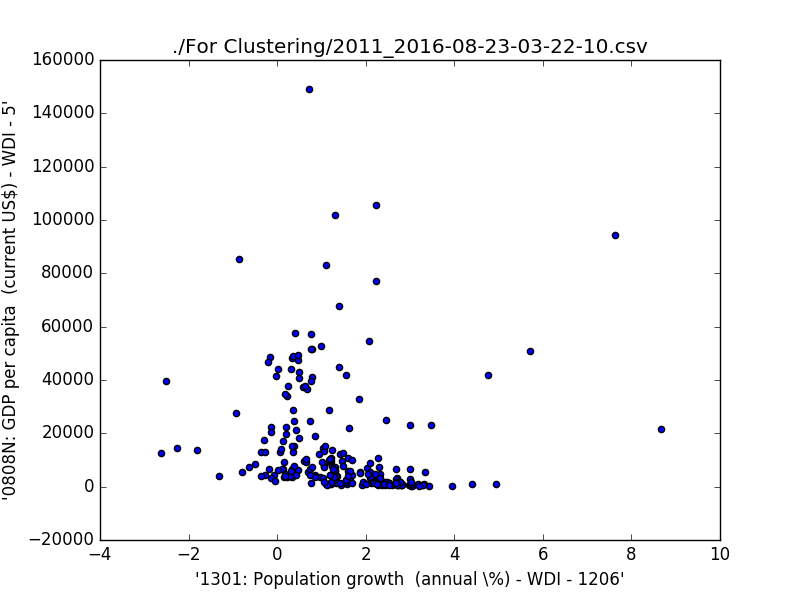 ./For Clustering/2011_2016-08-23-03-22-10.csv
160000
140000
120000
100000
80000
60000
40000
20000
0
−20000
'0808N: GDP per capita (current US$) - WDI - 5'
−4 −2 0 2 4 6 8 10
'1301: Population growth (annual \%) - WDI - 1206'